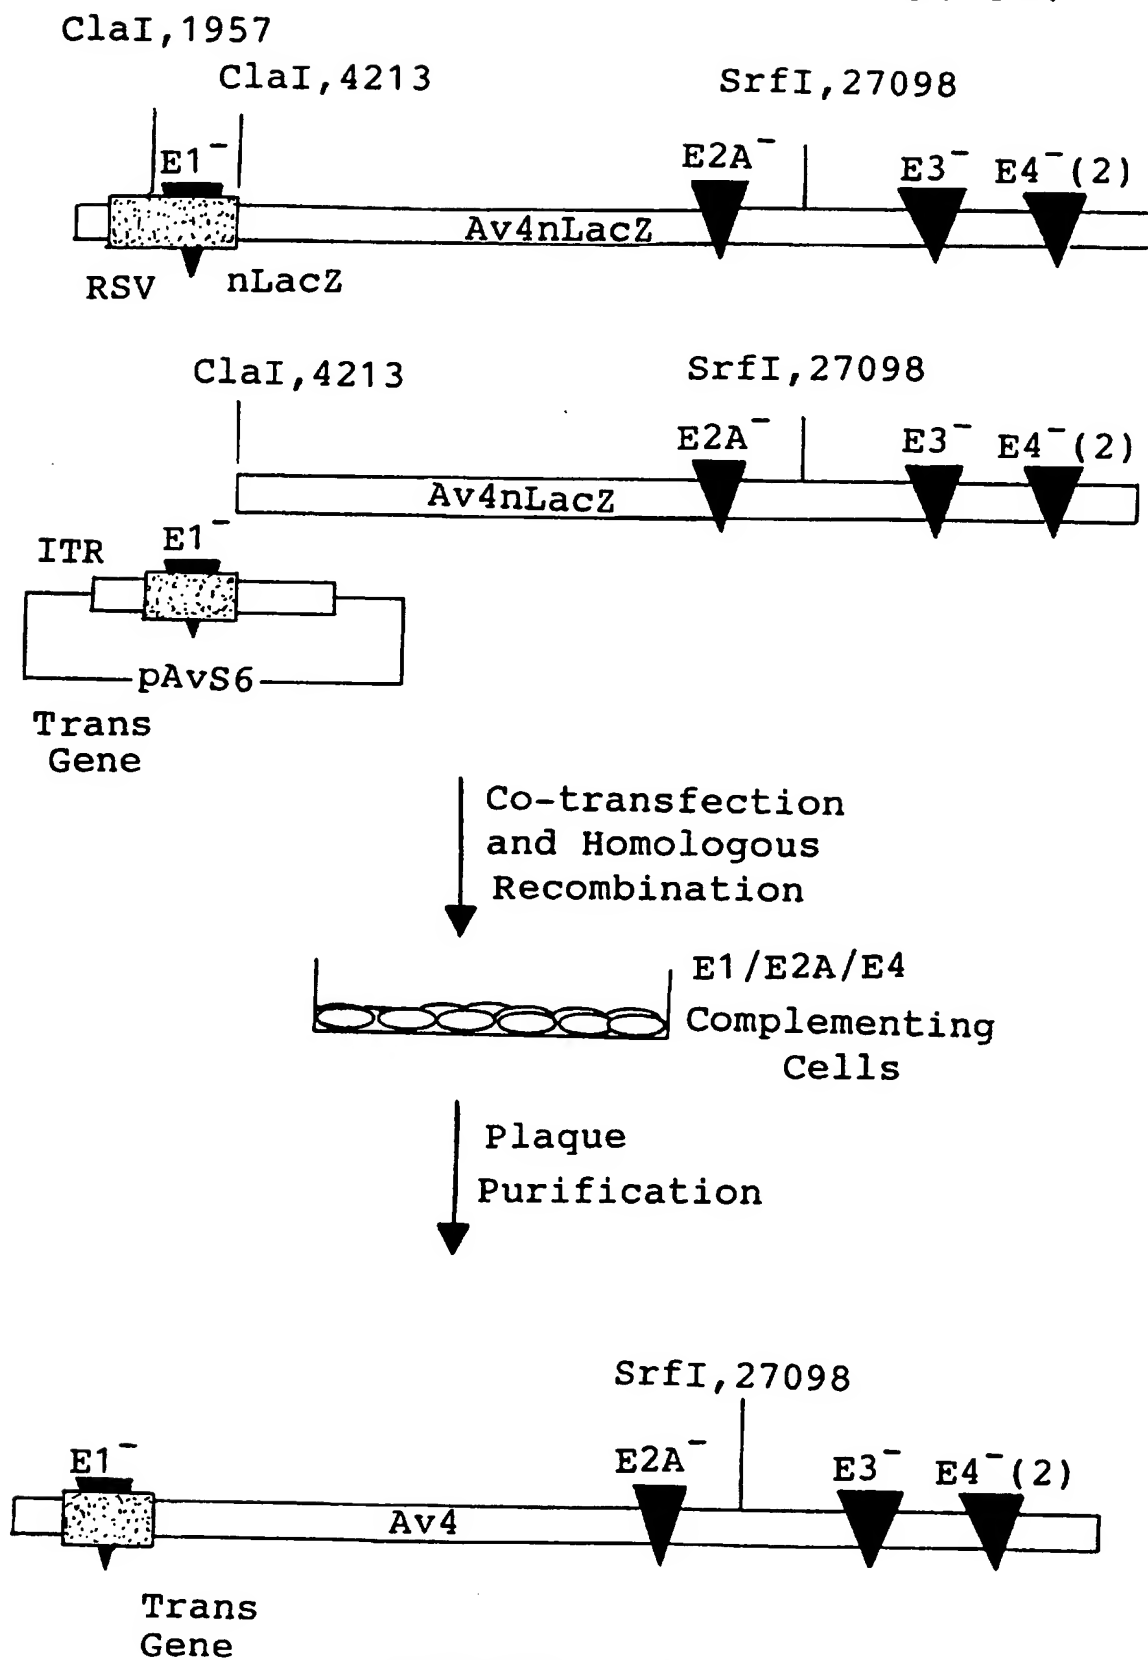 ClaI,1957
ClaI,4213
SrfI,27098
E1⁻
E2A⁻
E3⁻
E4⁻(2)
Av4nLacZ
RSV
nLacZ
ClaI,4213
SrfI,27098
E2A⁻
E3⁻
E4⁻(2)
Av4nLacZ
ITR
E1⁻
pAvS6
Trans
Gene
Co-transfection
and Homologous
Recombination
E1/E2A/E4
Complementing
Cells
Plaque
Purification
SrfI,27098
E1⁻
E2A⁻
E3⁻
E4⁻(2)
Av4
Trans
Gene